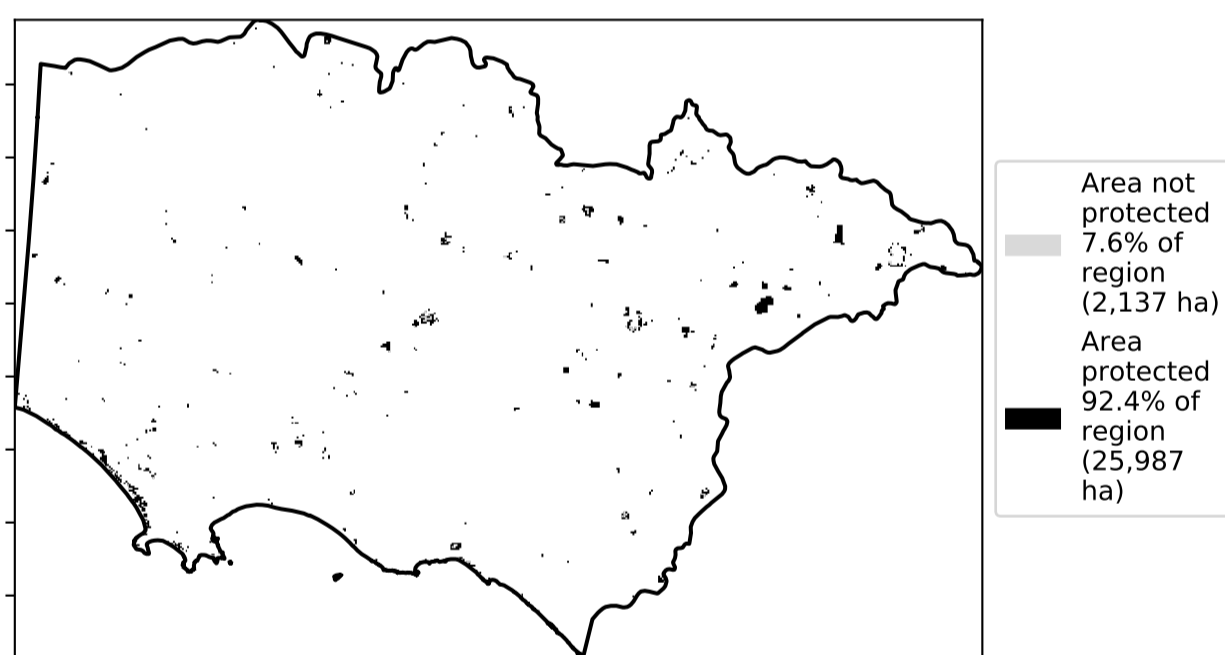 Area not
protected
7.6% of
region
(2,137 ha)
Area
protected
92.4% of
region
(25,987
ha)